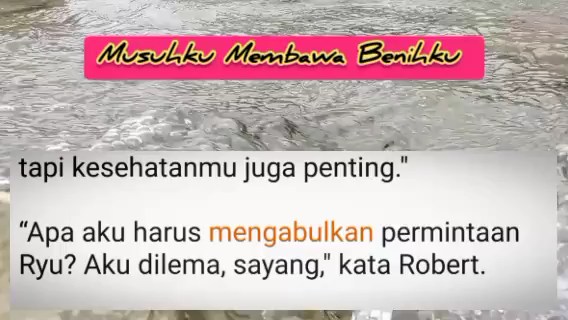 Musuhku Membawa Benihku
tapi kesehatanmu juga penting."
“Apa aku harus mengabulkan permintaan
Ryu? Aku dilema, sayang," kata Robert.